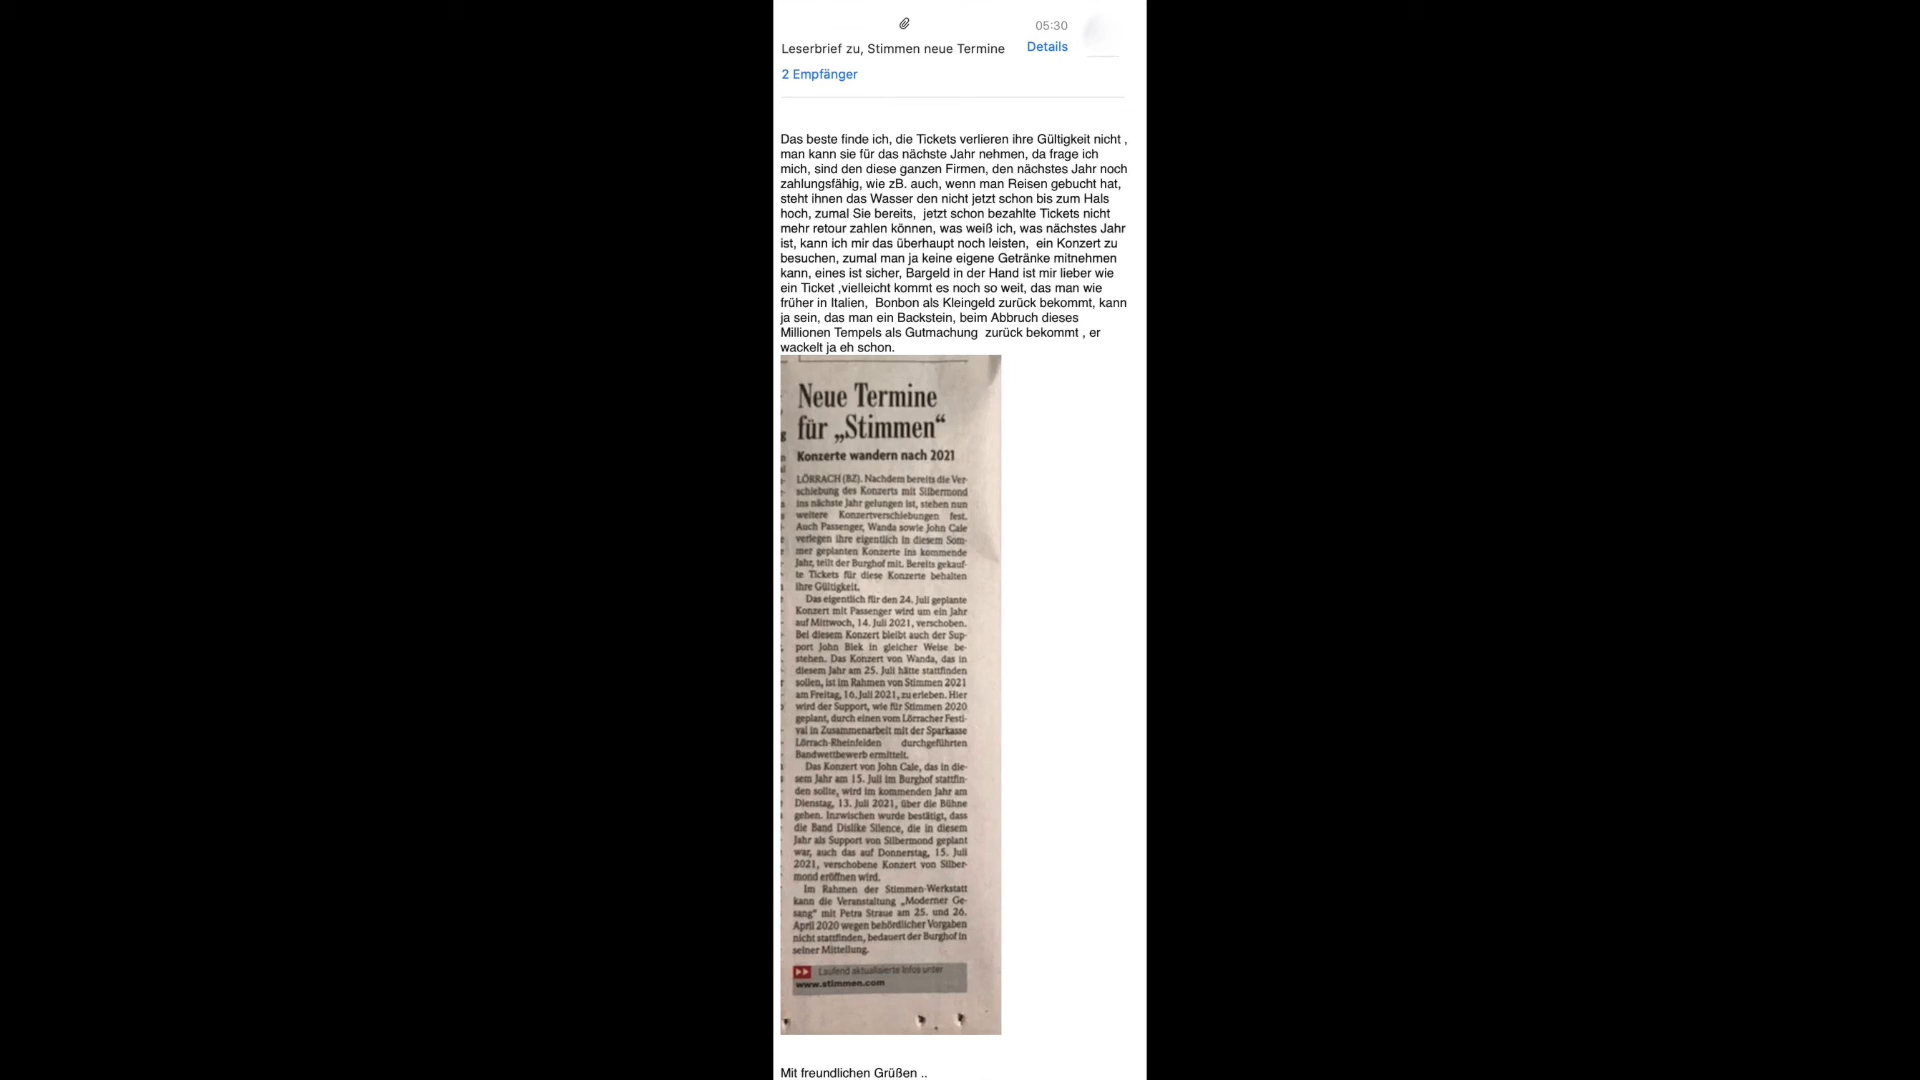 05:30
Leserbrief zu, Stimmen neue Termine
Details
2 Empfänger
Das beste finde ich, die Tickets verlieren ihre Gültigkeit nicht ,
man kann sie für das nächste Jahr nehmen, da frage ich
mich, sind den diese ganzen Firmen, den nächstes Jahr noch
zahlungsfähig, wie zB. auch, wenn man Reisen gebucht hat,
steht ihnen das Wasser den nicht jetzt schon bis zum Hals
hoch, zumal Sie bereits,  jetzt schon bezahlte Tickets nicht
mehr retour zahlen können, was weiß ich, was nächstes Jahr
ist, kann ich mir das überhaupt noch leisten,  ein Konzert zu
besuchen, zumal man ja keine eigene Getränke mitnehmen
kann, eines ist sicher, Bargeld in der Hand ist mir lieber wie
ein Ticket ,vielleicht kommt es noch so weit, das man wie
früher in Italien,  Bonbon als Kleingeld zurück bekommt, kann
ja sein, das man ein Backstein, beim Abbruch dieses
Millionen Tempels als Gutmachung  zurück bekommt , er
wackelt ja eh schon.
Neue Termine
für „Stimmen“
Konzerte wandern nach 2021
LÖRRACH (BZ). Nachdem bereits die Ver-
schiebung des Konzerts mit Silbermond
ins nächste Jahr gelungen ist, stehen nun
weitere Konzertverschiebungen fest.
Auch Passenger, Wanda sowie John Cale
verlegen ihre eigentlich in diesem Som-
mer geplanten Konzerte ins kommende
Jahr, teilt der Burghof mit. Bereits gekauf-
te Tickets für diese Konzerte behalten
ihre Gültigkeit.
Das eigentlich für den 24. Juli geplante
Konzert mit Passenger wird um ein Jahr
auf Mittwoch, 14. Juli 2021, verschoben.
Bei diesem Konzert bleibt auch der Sup-
port John Blek in gleicher Weise be-
stehen. Das Konzert von Wanda, das in
diesem Jahr am 25. Juli hätte stattfinden
sollen, ist im Rahmen von Stimmen 2021
am Freitag, 16. Juli 2021, zu erleben. Hier
wird der Support, wie für Stimmen 2020
geplant, durch einen vom Lörracher Festi-
val in Zusammenarbeit mit der Sparkasse
Lörrach-Rheinfelden durchgeführten
Bandwettbewerb ermittelt.
Das Konzert von John Cale, das in die-
sem Jahr am 15. Juli im Burghof stattfin-
den sollte, wird im kommenden Jahr am
Dienstag, 13. Juli 2021, über die Bühne
gehen. Inzwischen wurde bestätigt, dass
die Band Dislike Silence, die in diesem
Jahr als Support von Silbermond geplant
war, auch das auf Donnerstag, 15. Juli
2021, verschobene Konzert von Silber-
mond eröffnen wird.
Im Rahmen der Stimmen-Werkstatt
kann die Veranstaltung „Moderner Ge-
sang“ mit Petra Straue am 25. und 26.
April 2020 wegen behördlicher Vorgaben
nicht stattfinden, bedauert der Burghof in
seiner Mitteilung.
Laufend aktualisierte Infos unter
www.stimmen.com
Mit freundlichen Grüßen ..